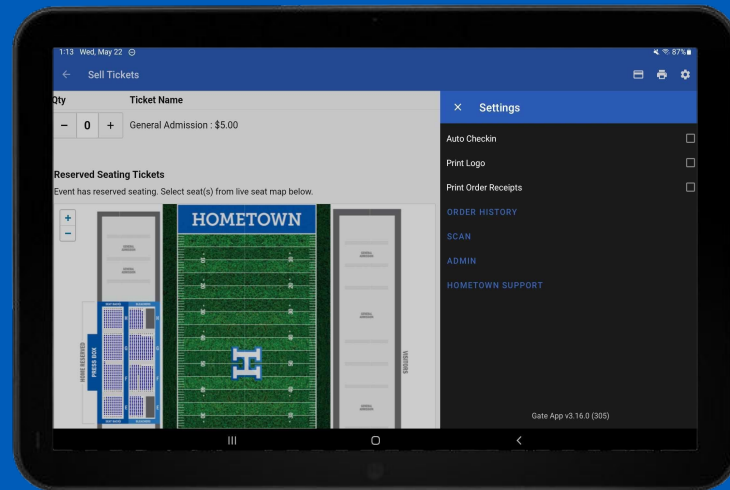 1:13 Wed, May 22
87%
Sell Tickets
Qty Ticket Name
− 0 + General Admission : $5.00
Reserved Seating Tickets
Event has reserved seating. Select seat(s) from live seat map below.
+
−
HOMETOWN
HOME RESERVED
PRESS BOX
H
VISITORS
× Settings
Auto Checkin
Print Logo
Print Order Receipts
ORDER HISTORY
SCAN
ADMIN
HOMETOWN SUPPORT
Gate App v3.16.0 (305)